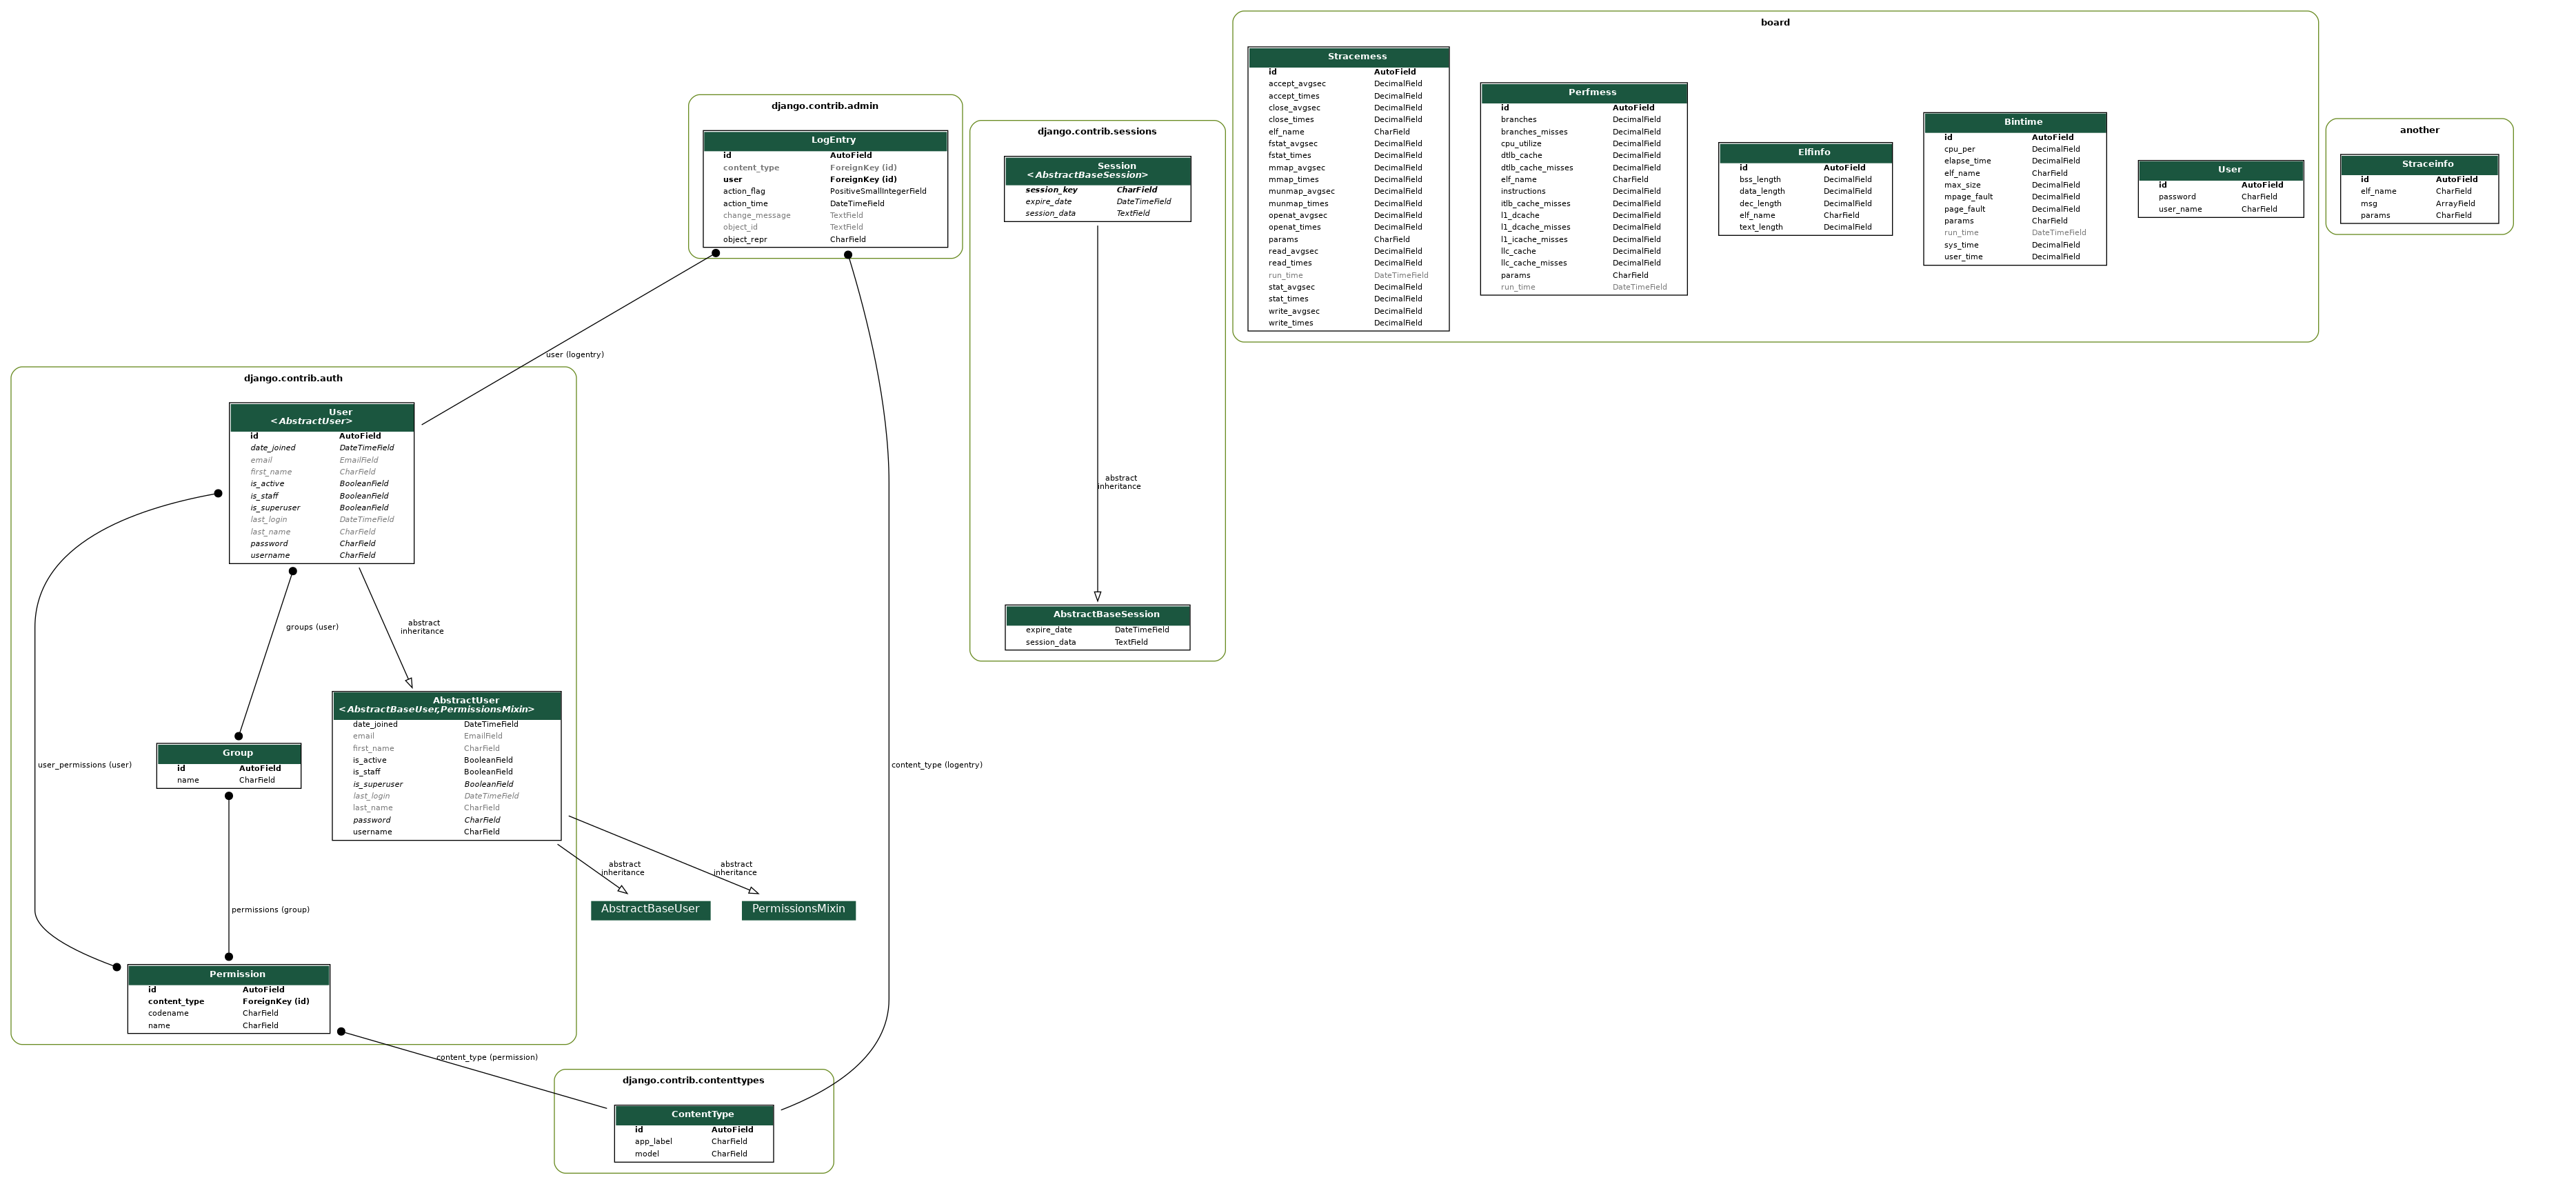 board
Stracemess
id AutoField
accept_avgsec DecimalField
accept_times DecimalField
close_avgsec DecimalField
close_times DecimalField
elf_name CharField
fstat_avgsec DecimalField
fstat_times DecimalField
mmap_avgsec DecimalField
mmap_times DecimalField
munmap_avgsec DecimalField
munmap_times DecimalField
openat_avgsec DecimalField
openat_times DecimalField
params CharField
read_avgsec DecimalField
read_times DecimalField
run_time DateTimeField
stat_avgsec DecimalField
stat_times DecimalField
write_avgsec DecimalField
write_times DecimalField
Perfmess
id AutoField
branches DecimalField
branches_misses DecimalField
cpu_utilize DecimalField
dtlb_cache DecimalField
dtlb_cache_misses DecimalField
elf_name CharField
instructions DecimalField
itlb_cache_misses DecimalField
l1_dcache DecimalField
l1_dcache_misses DecimalField
l1_icache_misses DecimalField
llc_cache DecimalField
llc_cache_misses DecimalField
params CharField
run_time DateTimeField
Elfinfo
id AutoField
bss_length DecimalField
data_length DecimalField
dec_length DecimalField
elf_name CharField
text_length DecimalField
Bintime
id AutoField
cpu_per DecimalField
elapse_time DecimalField
elf_name CharField
max_size DecimalField
mpage_fault DecimalField
page_fault DecimalField
params CharField
run_time DateTimeField
sys_time DecimalField
user_time DecimalField
User
id AutoField
password CharField
user_name CharField
another
Straceinfo
id AutoField
elf_name CharField
msg ArrayField
params CharField
django.contrib.admin
LogEntry
id AutoField
content_type ForeignKey (id)
user ForeignKey (id)
action_flag PositiveSmallIntegerField
action_time DateTimeField
change_message TextField
object_id TextField
object_repr CharField
django.contrib.sessions
Session
<AbstractBaseSession>
session_key CharField
expire_date DateTimeField
session_data TextField
abstract
inheritance
AbstractBaseSession
expire_date DateTimeField
session_data TextField
user (logentry)
django.contrib.auth
User
<AbstractUser>
id AutoField
date_joined DateTimeField
email EmailField
first_name CharField
is_active BooleanField
is_staff BooleanField
is_superuser BooleanField
last_login DateTimeField
last_name CharField
password CharField
username CharField
groups (user)
abstract
inheritance
AbstractUser
<AbstractBaseUser,PermissionsMixin>
date_joined DateTimeField
email EmailField
first_name CharField
is_active BooleanField
is_staff BooleanField
is_superuser BooleanField
last_login DateTimeField
last_name CharField
password CharField
username CharField
Group
id AutoField
name CharField
user_permissions (user)
content_type (logentry)
abstract
inheritance
abstract
inheritance
AbstractBaseUser
PermissionsMixin
permissions (group)
Permission
id AutoField
content_type ForeignKey (id)
codename CharField
name CharField
content_type (permission)
django.contrib.contenttypes
ContentType
id AutoField
app_label CharField
model CharField